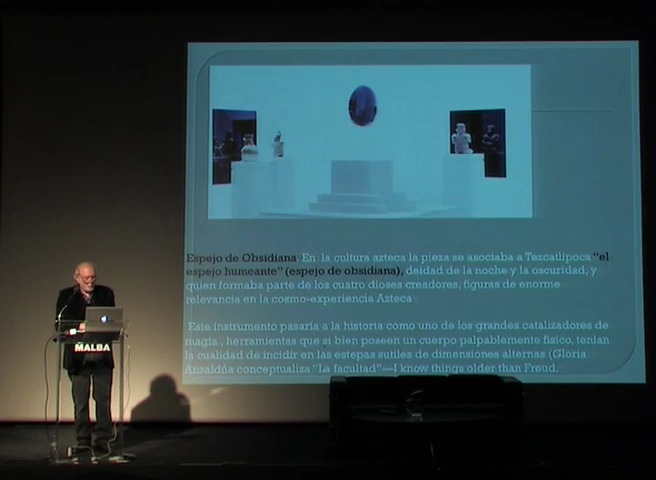 Espejo de Obsidiana En la cultura azteca la pieza se asociaba a Tezcatlipoca "el
espejo humeante" (espejo de obsidiana), deidad de la noche y la oscuridad, y
quien formaba parte de los cuatro dioses creadores, figuras de enorme
relevancia en la cosmo-experiencia Azteca
Este instrumento pasaría a la historia como uno de los grandes catalizadores de
magia , herramientas que si bien poseen un cuerpo palpablemente físico, tenían
la cualidad de incidir en las estepas sutiles de dimensiones alternas (Gloria
Anzaldúa conceptualiza "La facultad"—I know things older than Freud.
MALBA